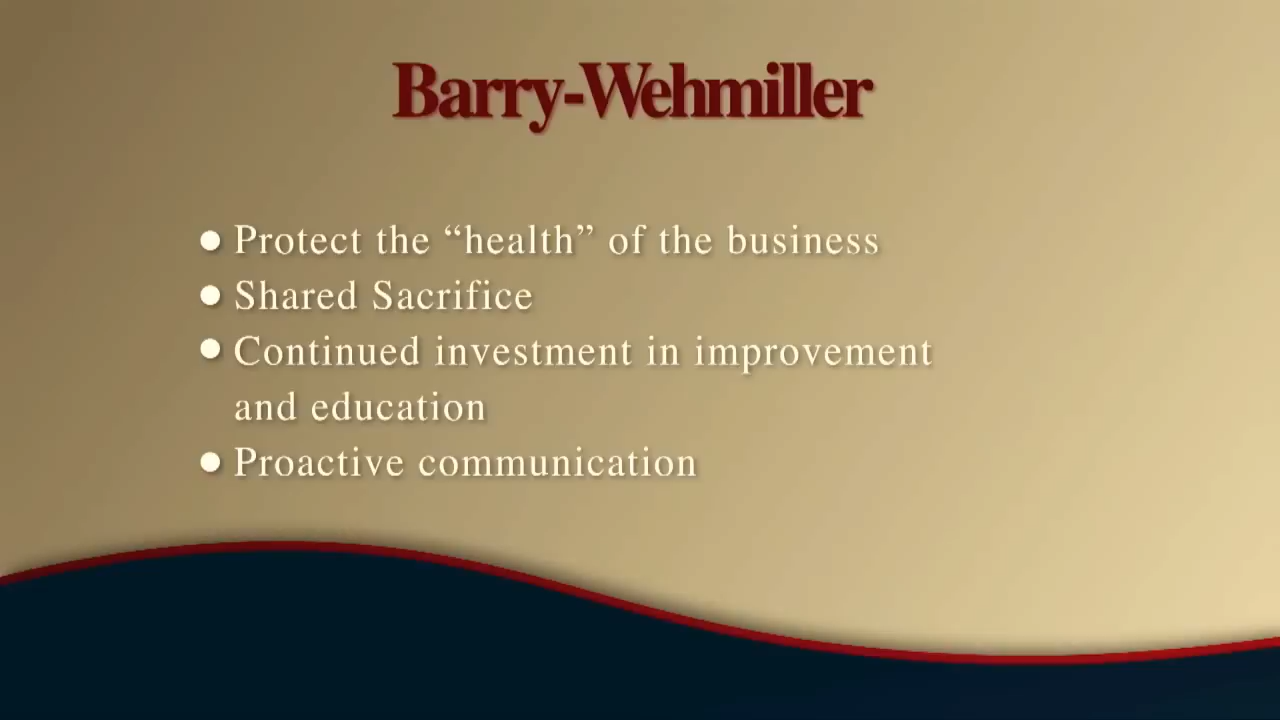 Barry-Wehmiller
● Protect the “health” of the business
● Shared Sacrifice
● Continued investment in improvement
and education
● Proactive communication